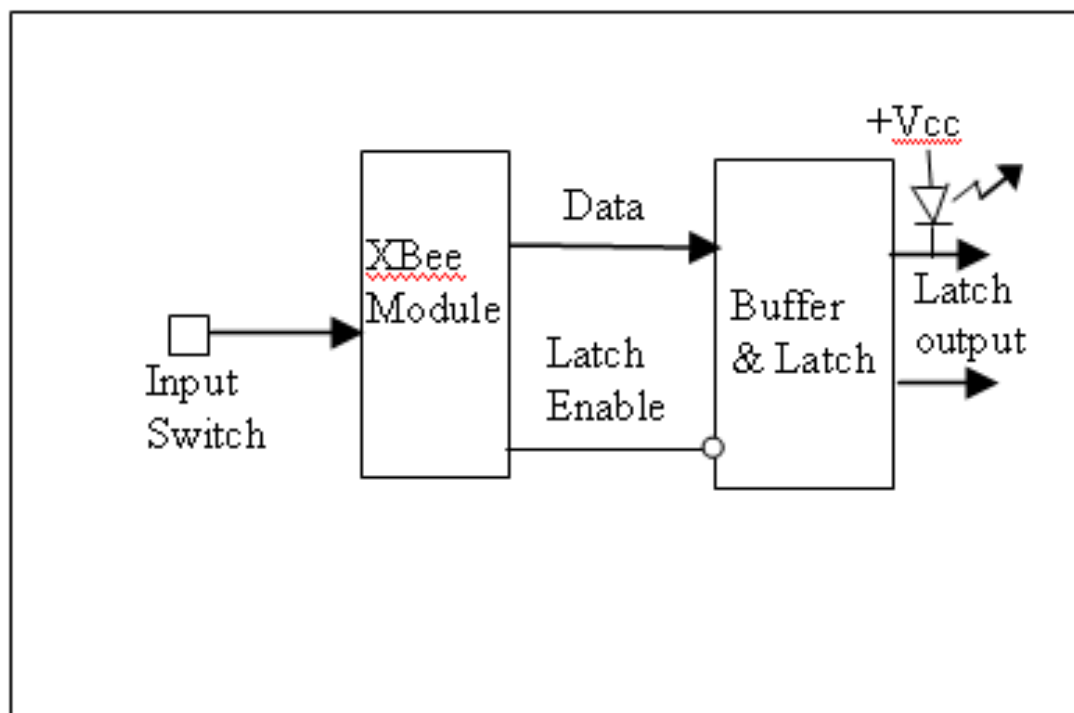 +Vcc
Data
XBee
Module
Latch
output
Buffer
& Latch
Latch
Enable
Input
Switch